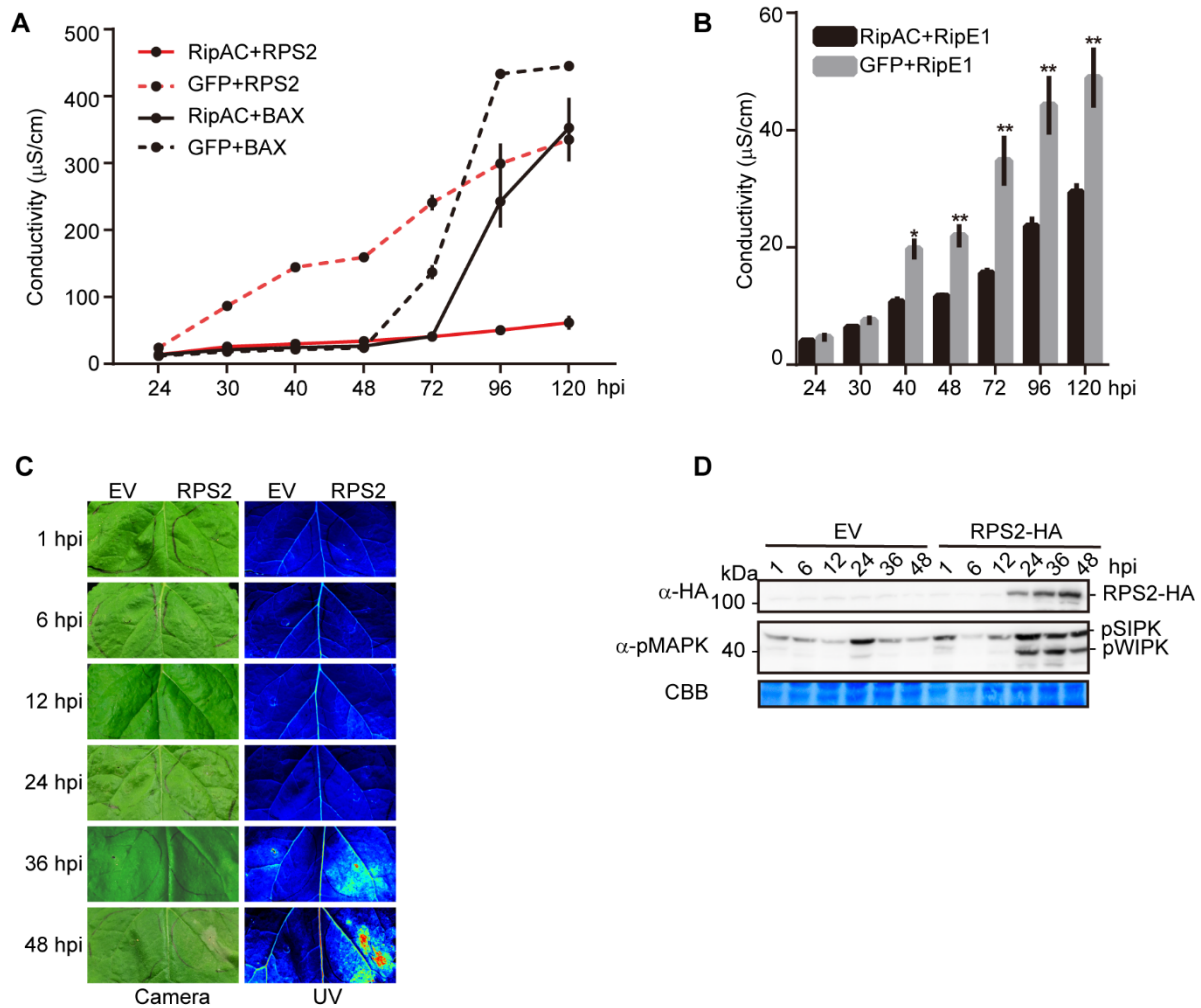 A
500
400
300
200
100
0
Conductivity (μS/cm)
RipAC+RPS2
GFP+RPS2
RipAC+BAX
GFP+BAX
24 30 40 48 72 96 120 hpi
B
60
40
20
0
Conductivity (μS/cm)
RipAC+RipE1
GFP+RipE1
* ** ** ** **
24 30 40 48 72 96 120 hpi
C
EV RPS2 EV RPS2
1 hpi
6 hpi
12 hpi
24 hpi
36 hpi
48 hpi
Camera UV
D
EV RPS2-HA
kDa 1 6 12 24 36 48 1 6 12 24 36 48 hpi
α-HA 100 RPS2-HA
α-pMAPK 40 pSIPK
pWIPK
CBB